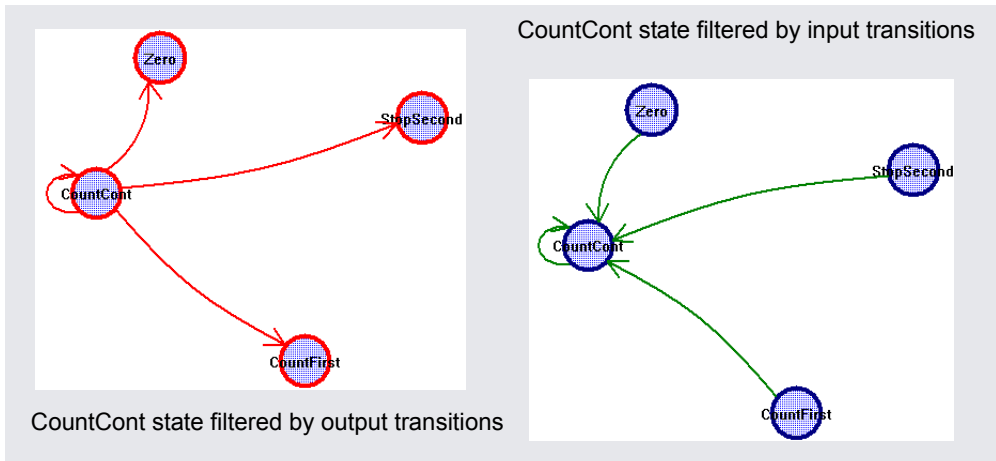 CountCont state filtered by input transitions
Zero
StopSecond
CountCont
CountFirst
CountCont state filtered by output transitions
Zero
StopSecond
CountCont
CountFirst